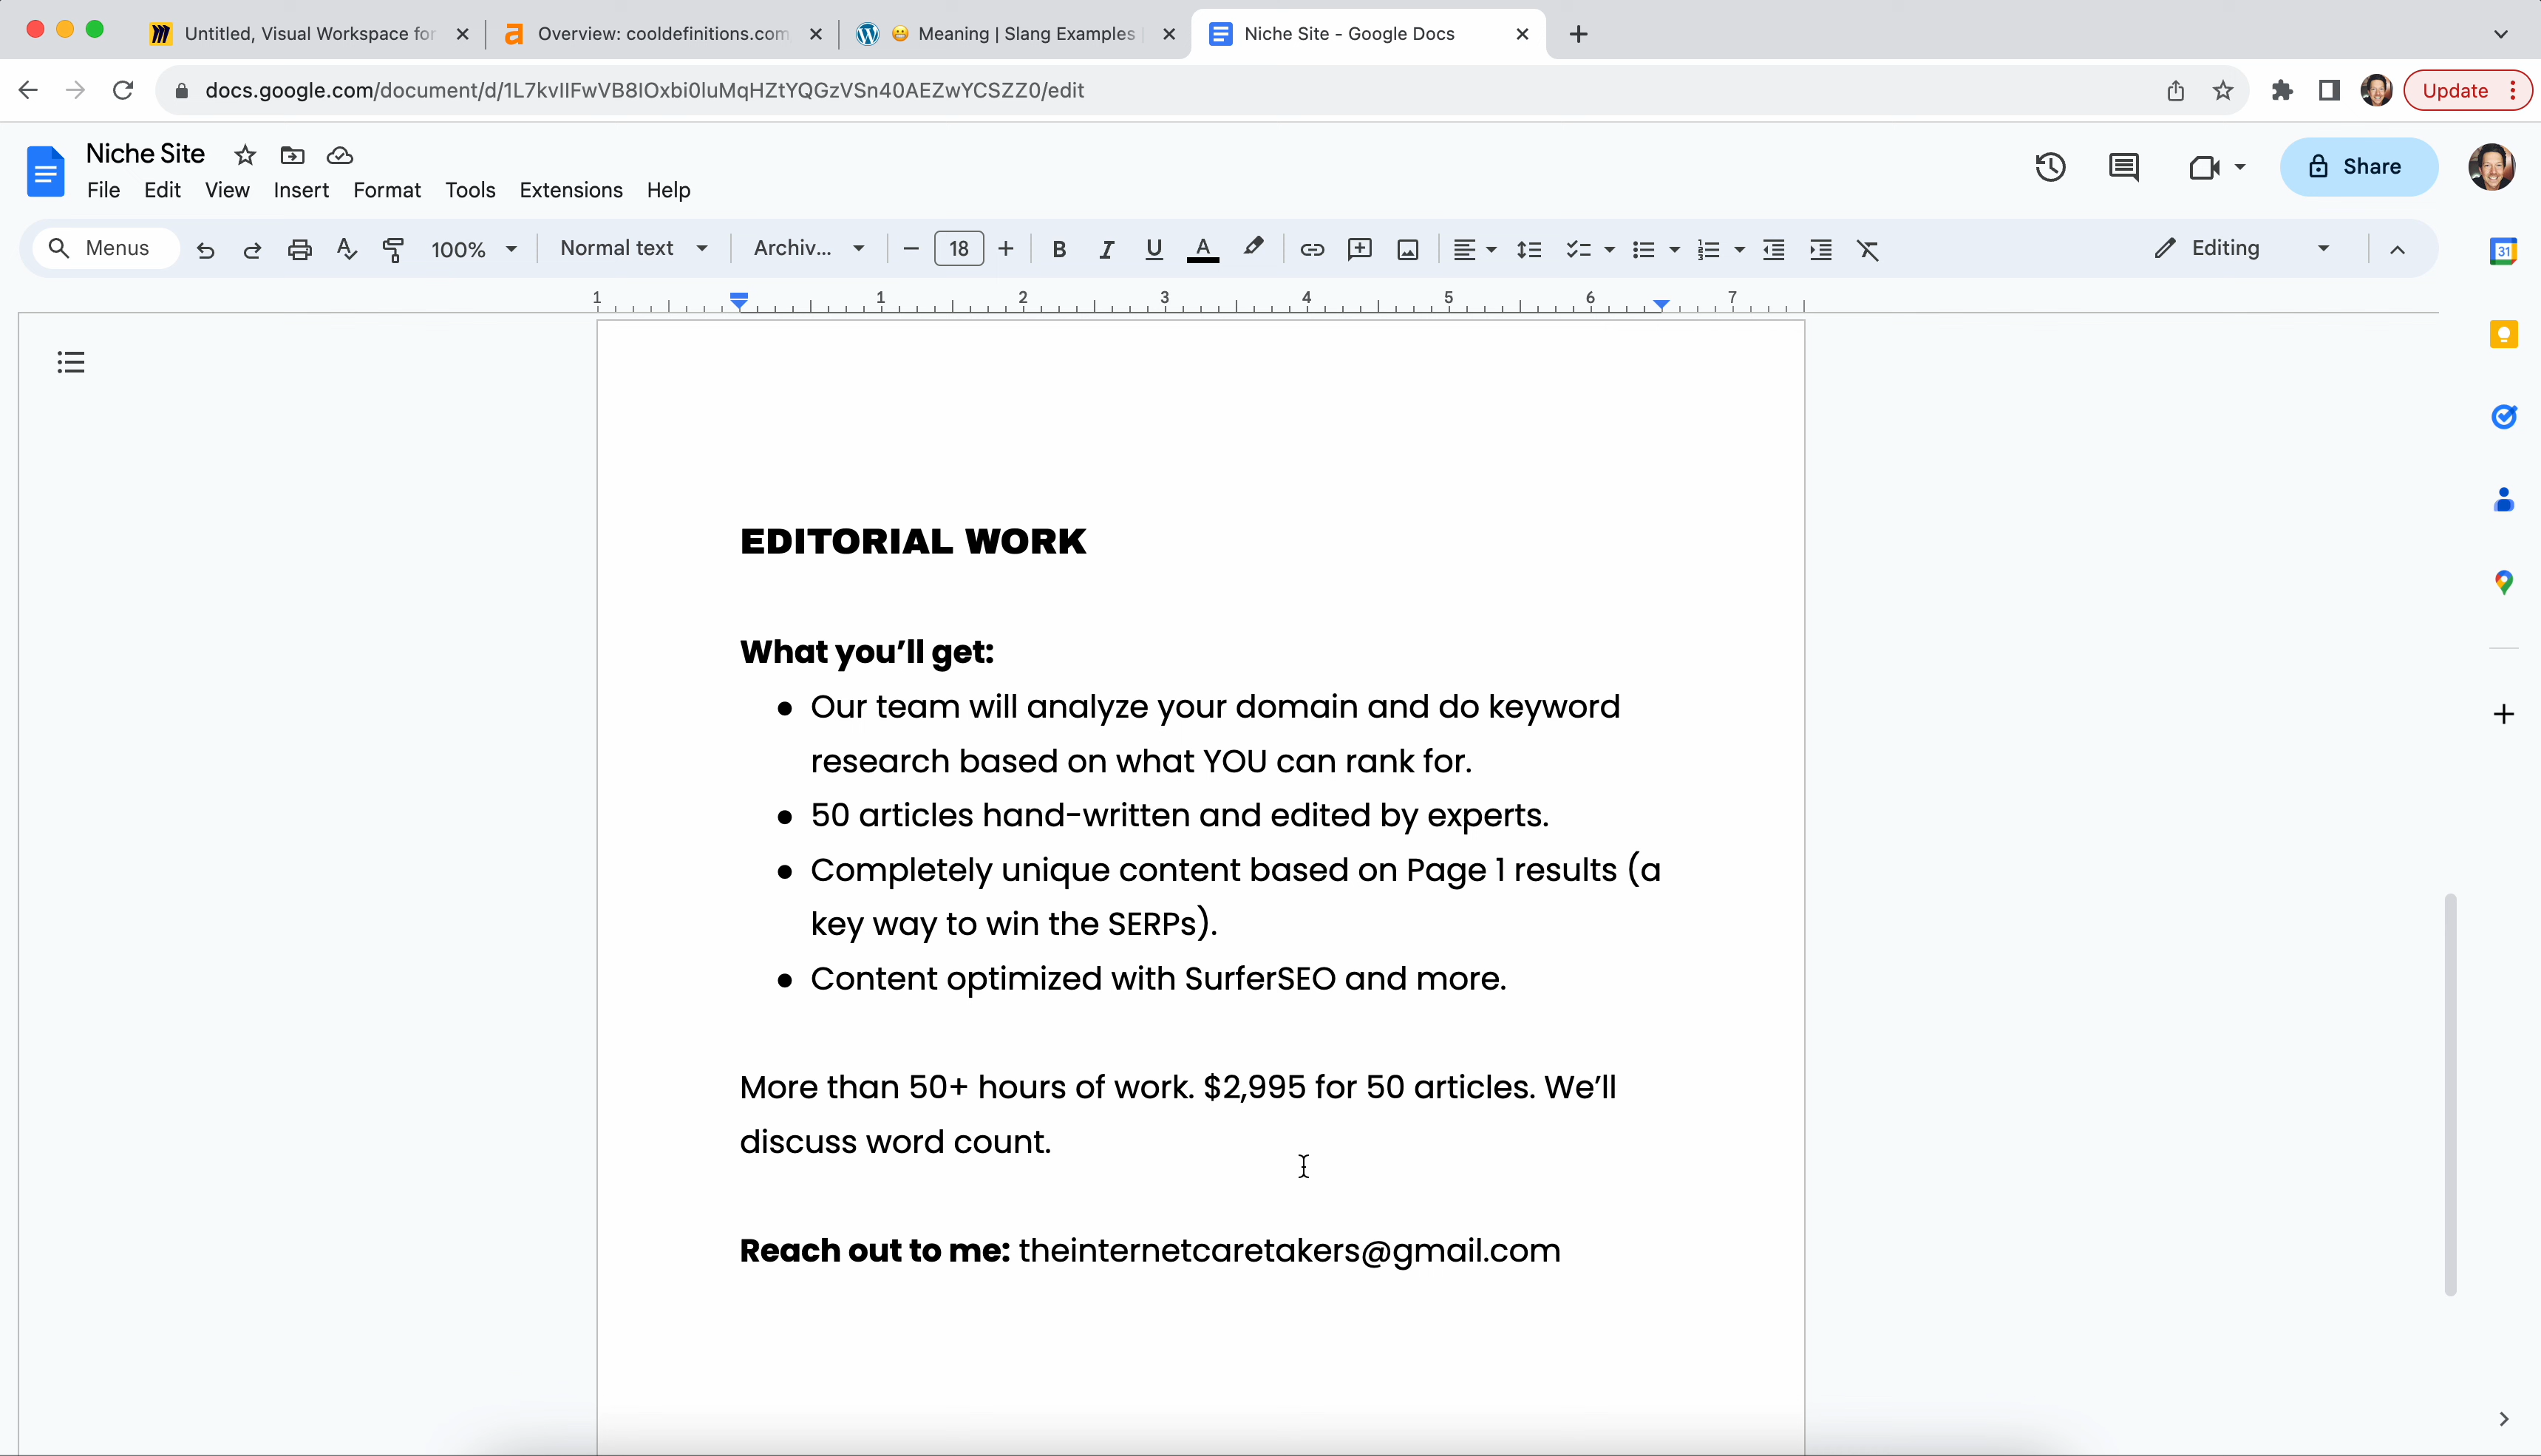 Untitled, Visual Workspace for
Overview: cooldefinitions.com
😀 Meaning | Slang Examples |
Niche Site - Google Docs
docs.google.com/document/d/1L7kvIIFwVB8IOxbi0luMqHZtYQGzVSn40AEZwYCSZZ0/edit
Update
Niche Site
File Edit View Insert Format Tools Extensions Help
Share
Menus 100% Normal text Archiv... 18 B I U A Editing
31
1 1 2 3 4 5 6 7
EDITORIAL WORK
What you’ll get:
● Our team will analyze your domain and do keyword
research based on what YOU can rank for.
● 50 articles hand-written and edited by experts.
● Completely unique content based on Page 1 results (a
key way to win the SERPs).
● Content optimized with SurferSEO and more.
More than 50+ hours of work. $2,995 for 50 articles. We’ll
discuss word count.
Reach out to me: theinternetcaretakers@gmail.com